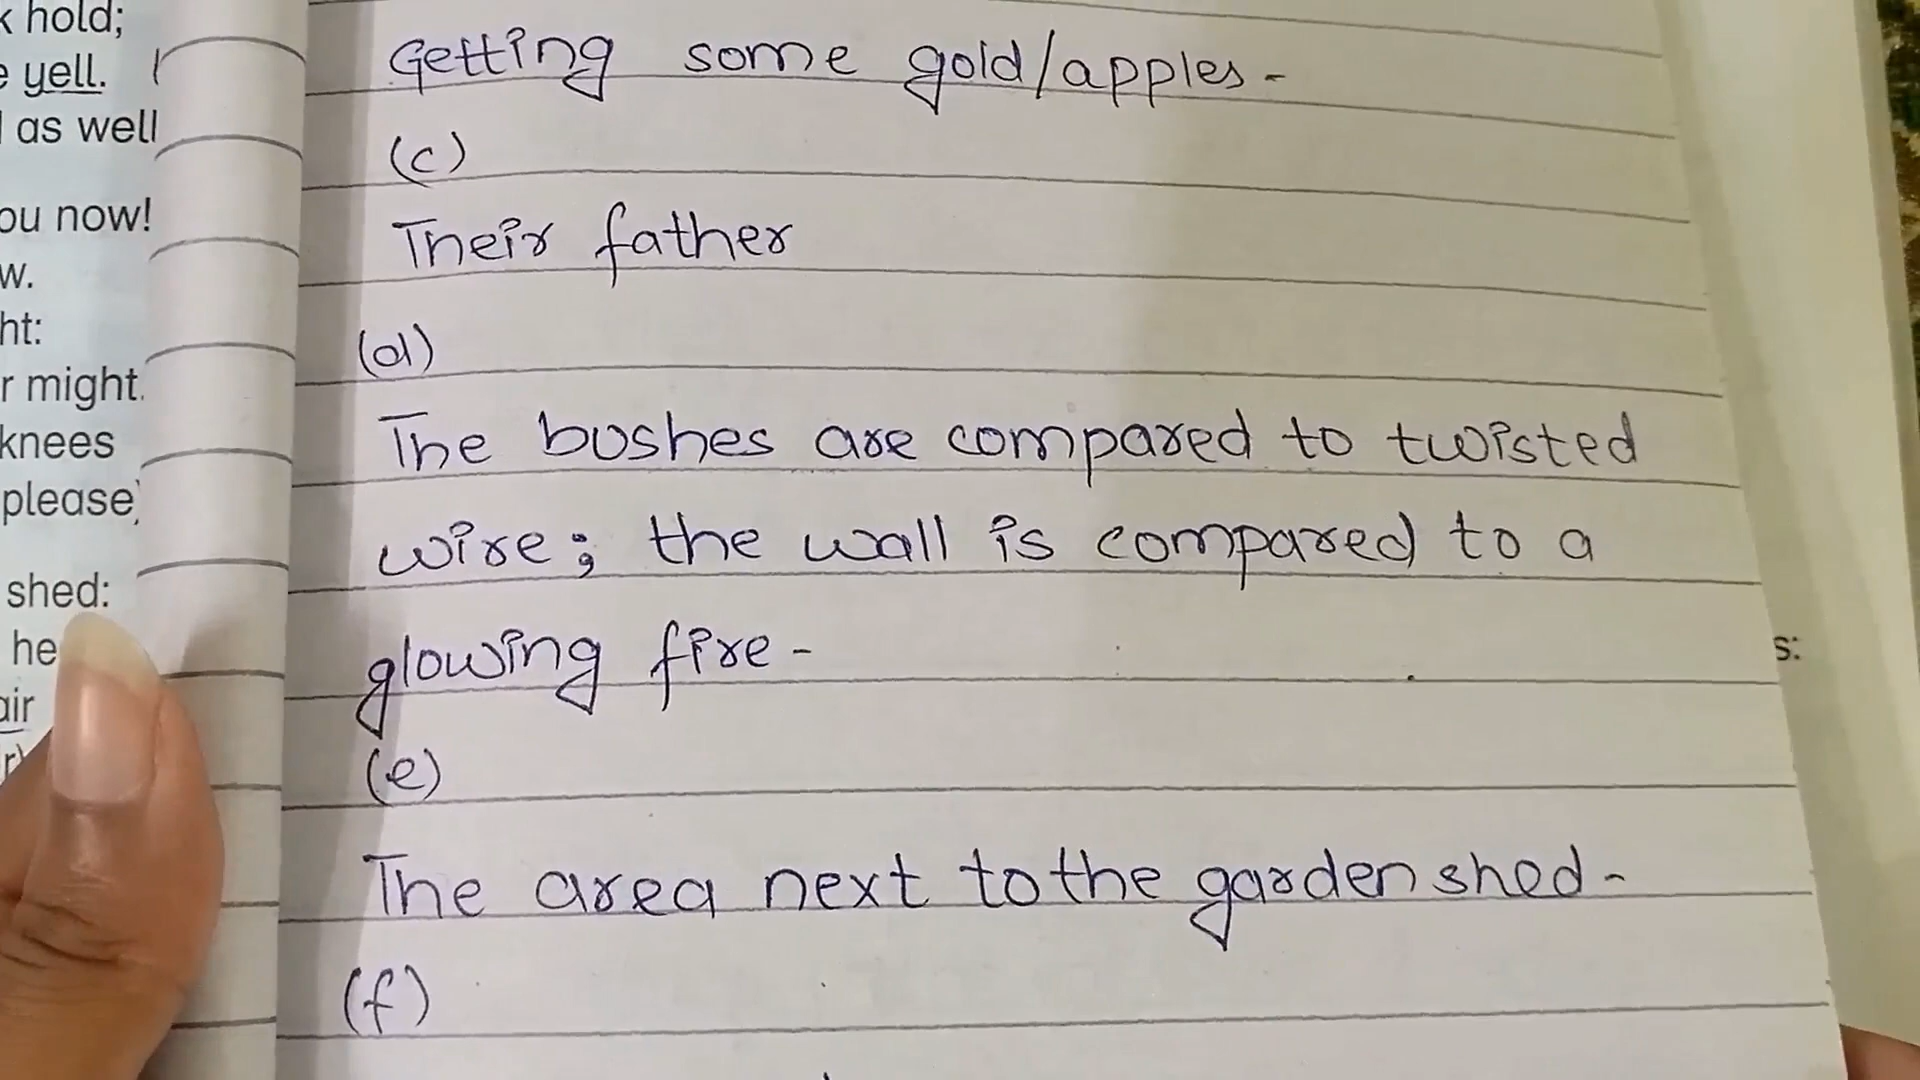 hold;
yell.
as well
ou now!
w.
ht:
r might.
knees
please
shed:
he
air
Getting some gold/apples-
(c)
Their father
(d)
The bushes are compared to twisted
wire; the wall is compared to a
glowing fire-
(e)
The area next to the garden shed-
(f)
s: